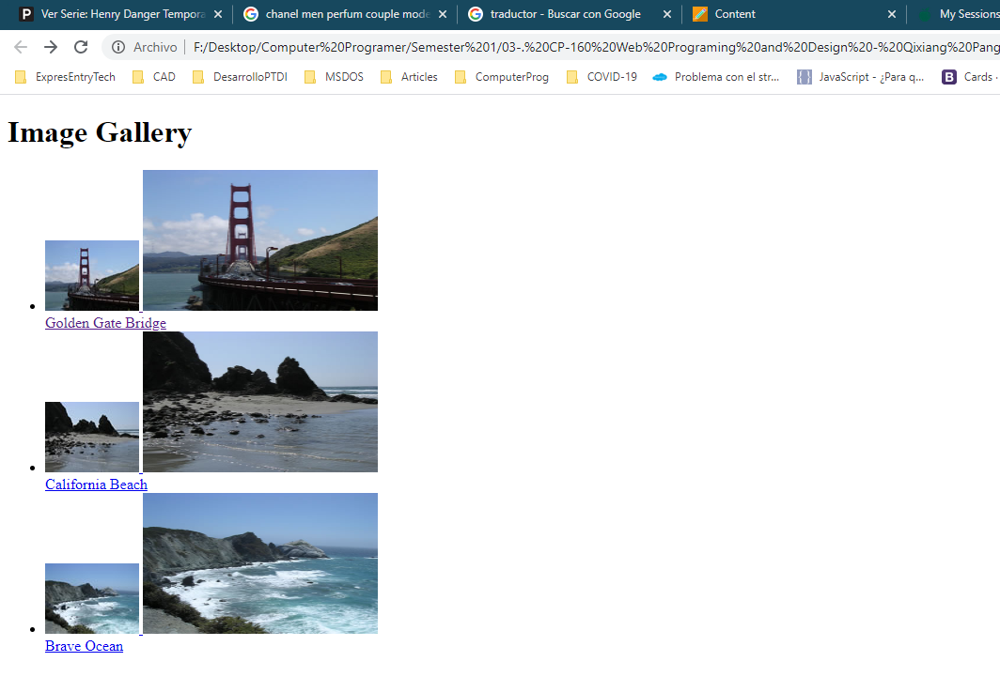 Ver Serie: Henry Danger Tempora
chanel men perfum couple mode
traductor - Buscar con Google
Content
My Sessions
Archivo | F:/Desktop/Computer%20Programer/Semester%201/03-.%20CP-160%20Web%20Programing%20and%20Design%20-%20Qixiang%20Pang
ExpresEntryTech CAD DesarrolloPTDI MSDOS Articles ComputerProg COVID-19 Problema con el str... JavaScript - ¿Para q... B Cards ·
Image Gallery
Golden Gate Bridge
California Beach
Brave Ocean